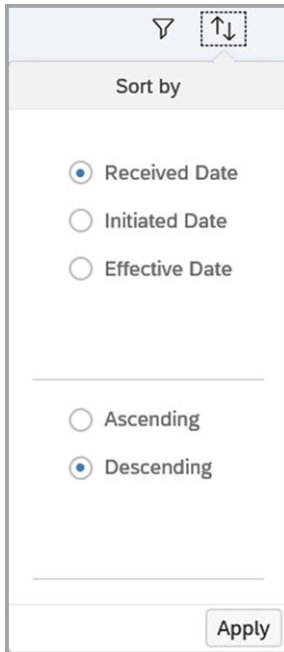 Sort by
Received Date
Initiated Date
Effective Date
Ascending
Descending
Apply